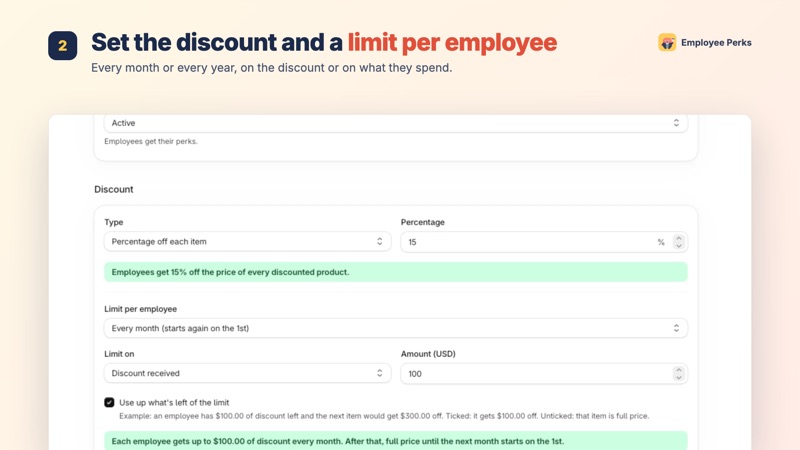 2
Set the discount and a limit per employee
Employee Perks
Every month or every year, on the discount or on what they spend.
Active
Employees get their perks.
Discount
Type
Percentage
Percentage off each item
15
%
Employees get 15% off the price of every discounted product.
Limit per employee
Every month (starts again on the 1st)
Limit on
Amount (USD)
Discount received
100
Use up what's left of the limit
Example: an employee has $100.00 of discount left and the next item would get $300.00 off. Ticked: it gets $100.00 off. Unticked: that item is full price.
Each employee gets up to $100.00 of discount every month. After that, full price until the next month starts on the 1st.